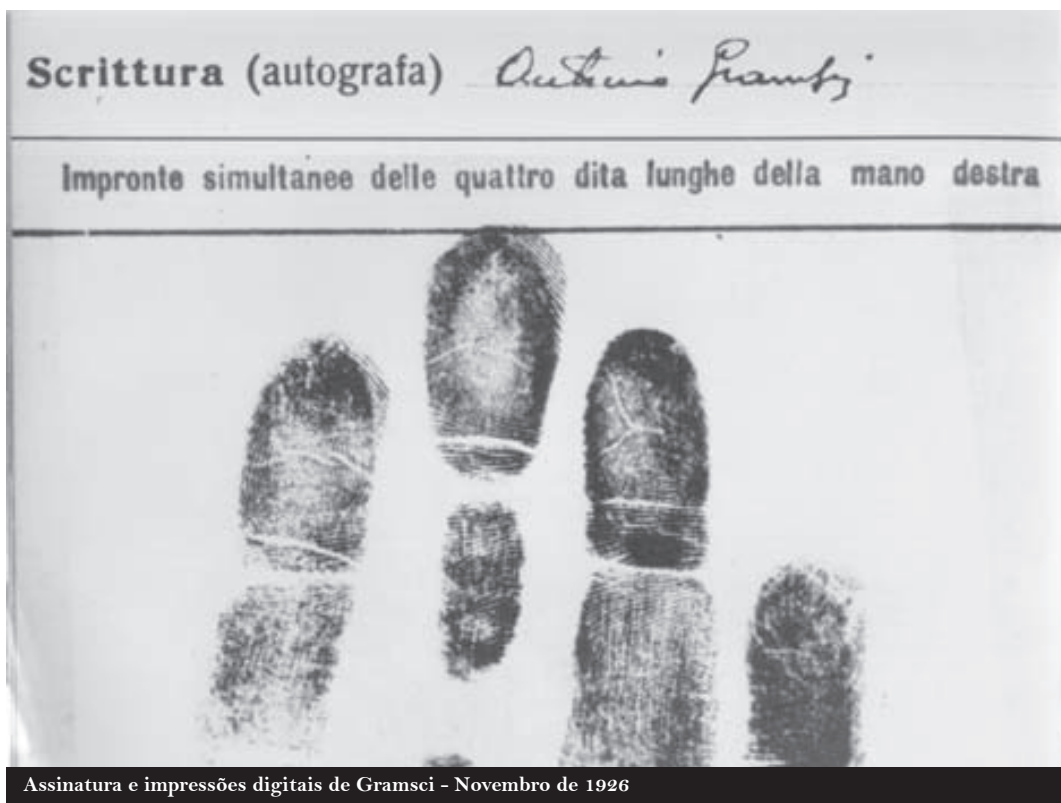 Scrittura (autografa) Antonio Gramsci
Impronte simultanee delle quattro dita lunghe della mano destra
Assinatura e impressões digitais de Gramsci - Novembro de 1926